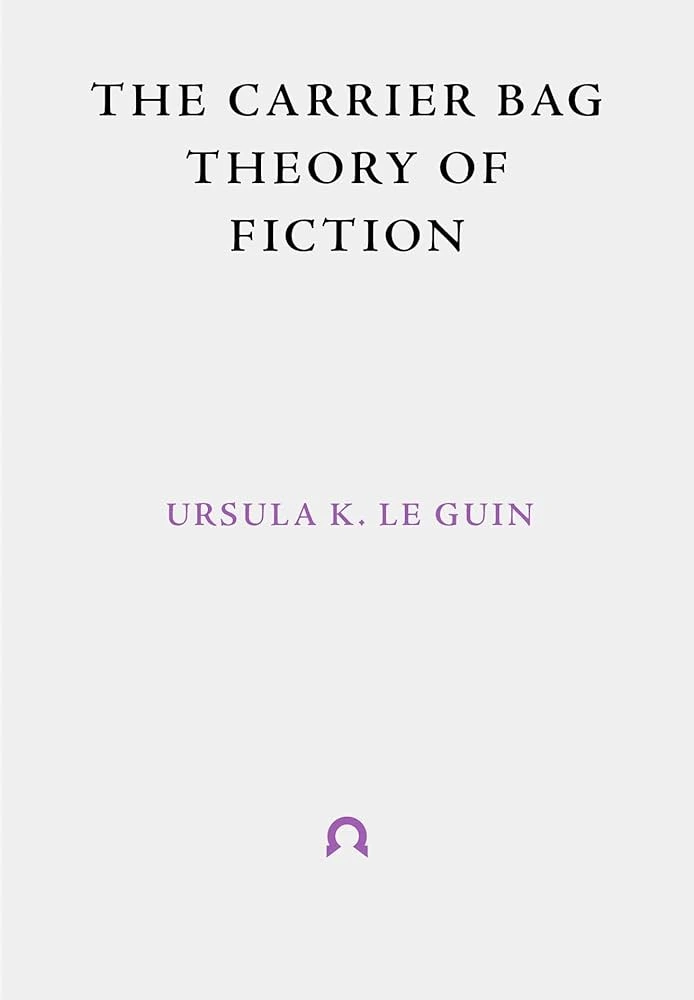 THE CARRIER BAG
THEORY OF
FICTION
URSULA K. LE GUIN